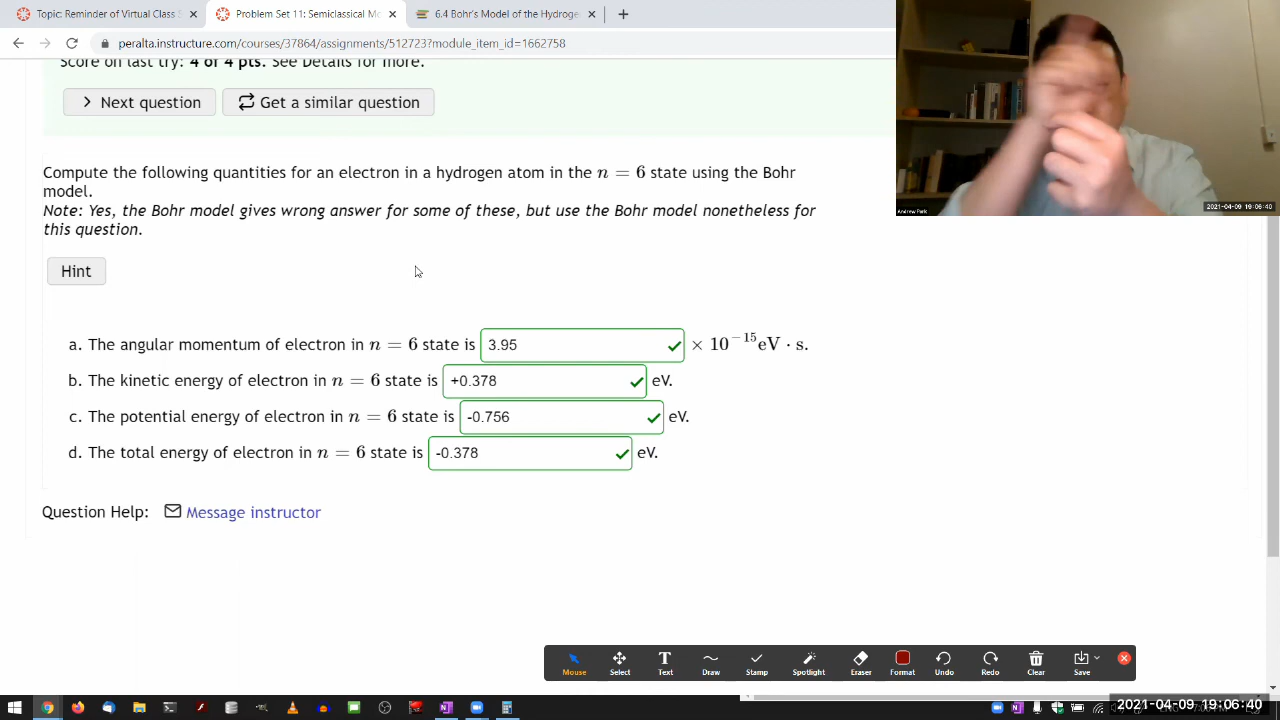 Topic: Reminder of Virtual Class S
Problem Set 11: Semiclassical Mo
6.4 Bohr's Model of the Hydroge
peralta.instructure.com/courses/37864/assignments/512723?module_item_id=1662758
Score on last try: 4 of 4 pts. See Details for more.
Next question
Get a similar question
Compute the following quantities for an electron in a hydrogen atom in the n = 6 state using the Bohr
model.
Note: Yes, the Bohr model gives wrong answer for some of these, but use the Bohr model nonetheless for
this question.
Hint
a. The angular momentum of electron in n = 6 state is 3.95 × 10⁻¹⁵ eV · s.
b. The kinetic energy of electron in n = 6 state is +0.378 eV.
c. The potential energy of electron in n = 6 state is -0.756 eV.
d. The total energy of electron in n = 6 state is -0.378 eV.
Question Help: Message instructor
Andrew Park
2021-04-09 19:06:40
Mouse Select Text Draw Stamp Spotlight Eraser Format Undo Redo Clear Save
2021-04-09 19:06:40